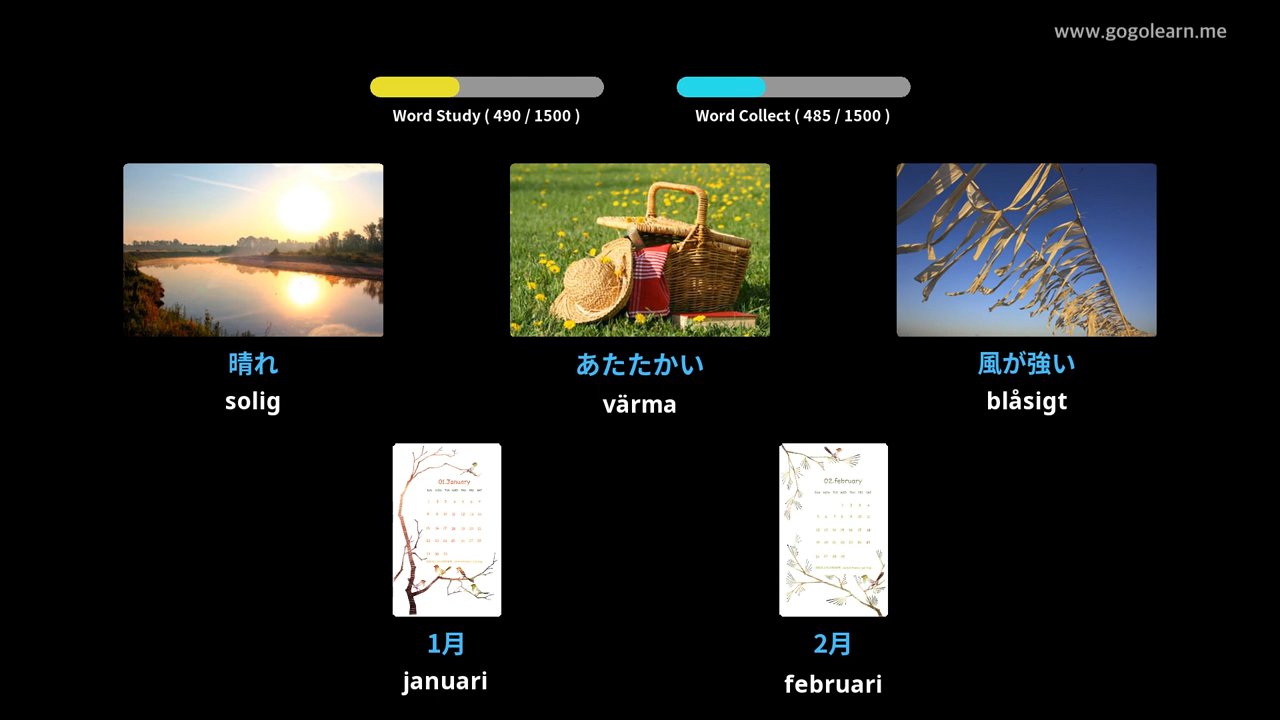 www.gogolearn.me
Word Study ( 490 / 1500 )
Word Collect ( 485 / 1500 )
晴れ
あたたかい
風が強い
solig
värma
blåsigt
01.January
02.February
1月
2月
januari
februari